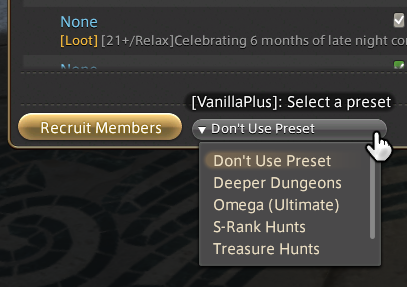 None
[Loot] [21+/Relax]Celebrating 6 months of late night co
None
[VanillaPlus]: Select a preset
Recruit Members
Don't Use Preset
Don't Use Preset
Deeper Dungeons
Omega (Ultimate)
S-Rank Hunts
Treasure Hunts